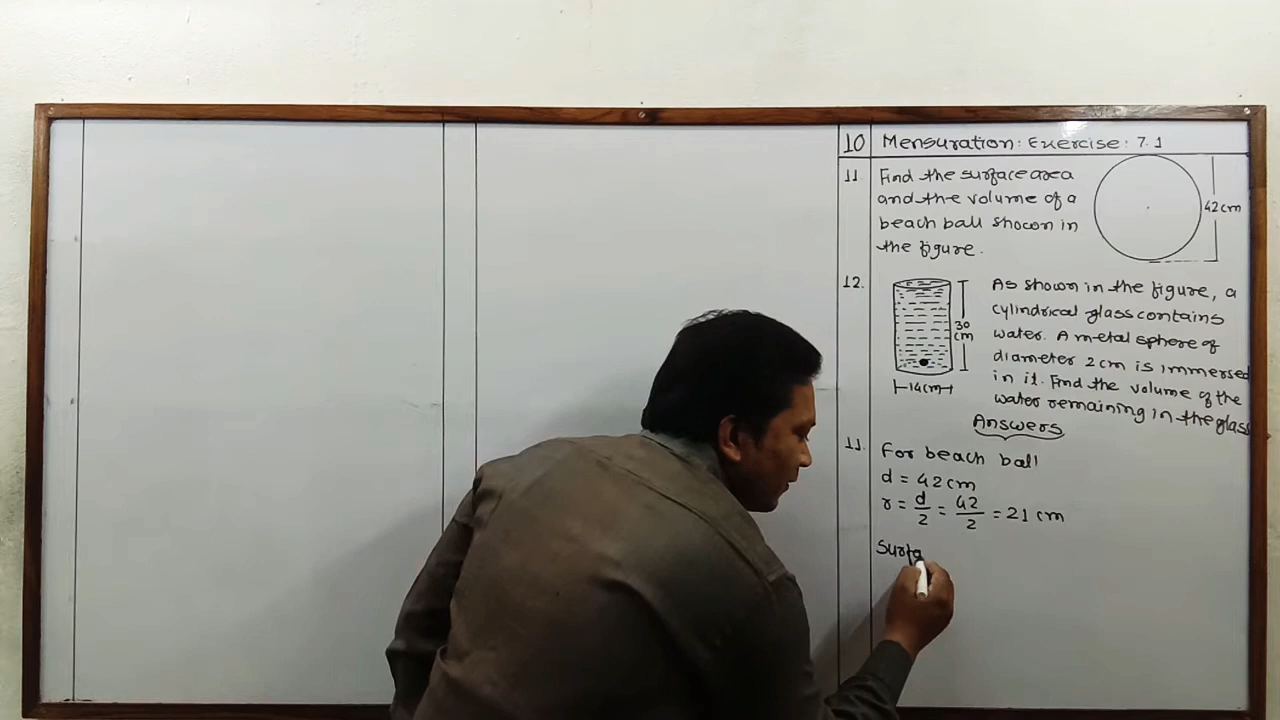 10 Mensuration: Exercise: 7.1
11. Find the surface area
and the volume of a
beach ball shown in
the figure.
42cm
12.
30
cm
14cm
As shown in the figure, a
cylindrical glass contains
water. A metal sphere of
diameter 2cm is immersed
in it. Find the volume of the
water remaining in the glass
Answers
11. For beach ball
d = 42cm
r = d/2 = 42/2 = 21 cm
Surfa